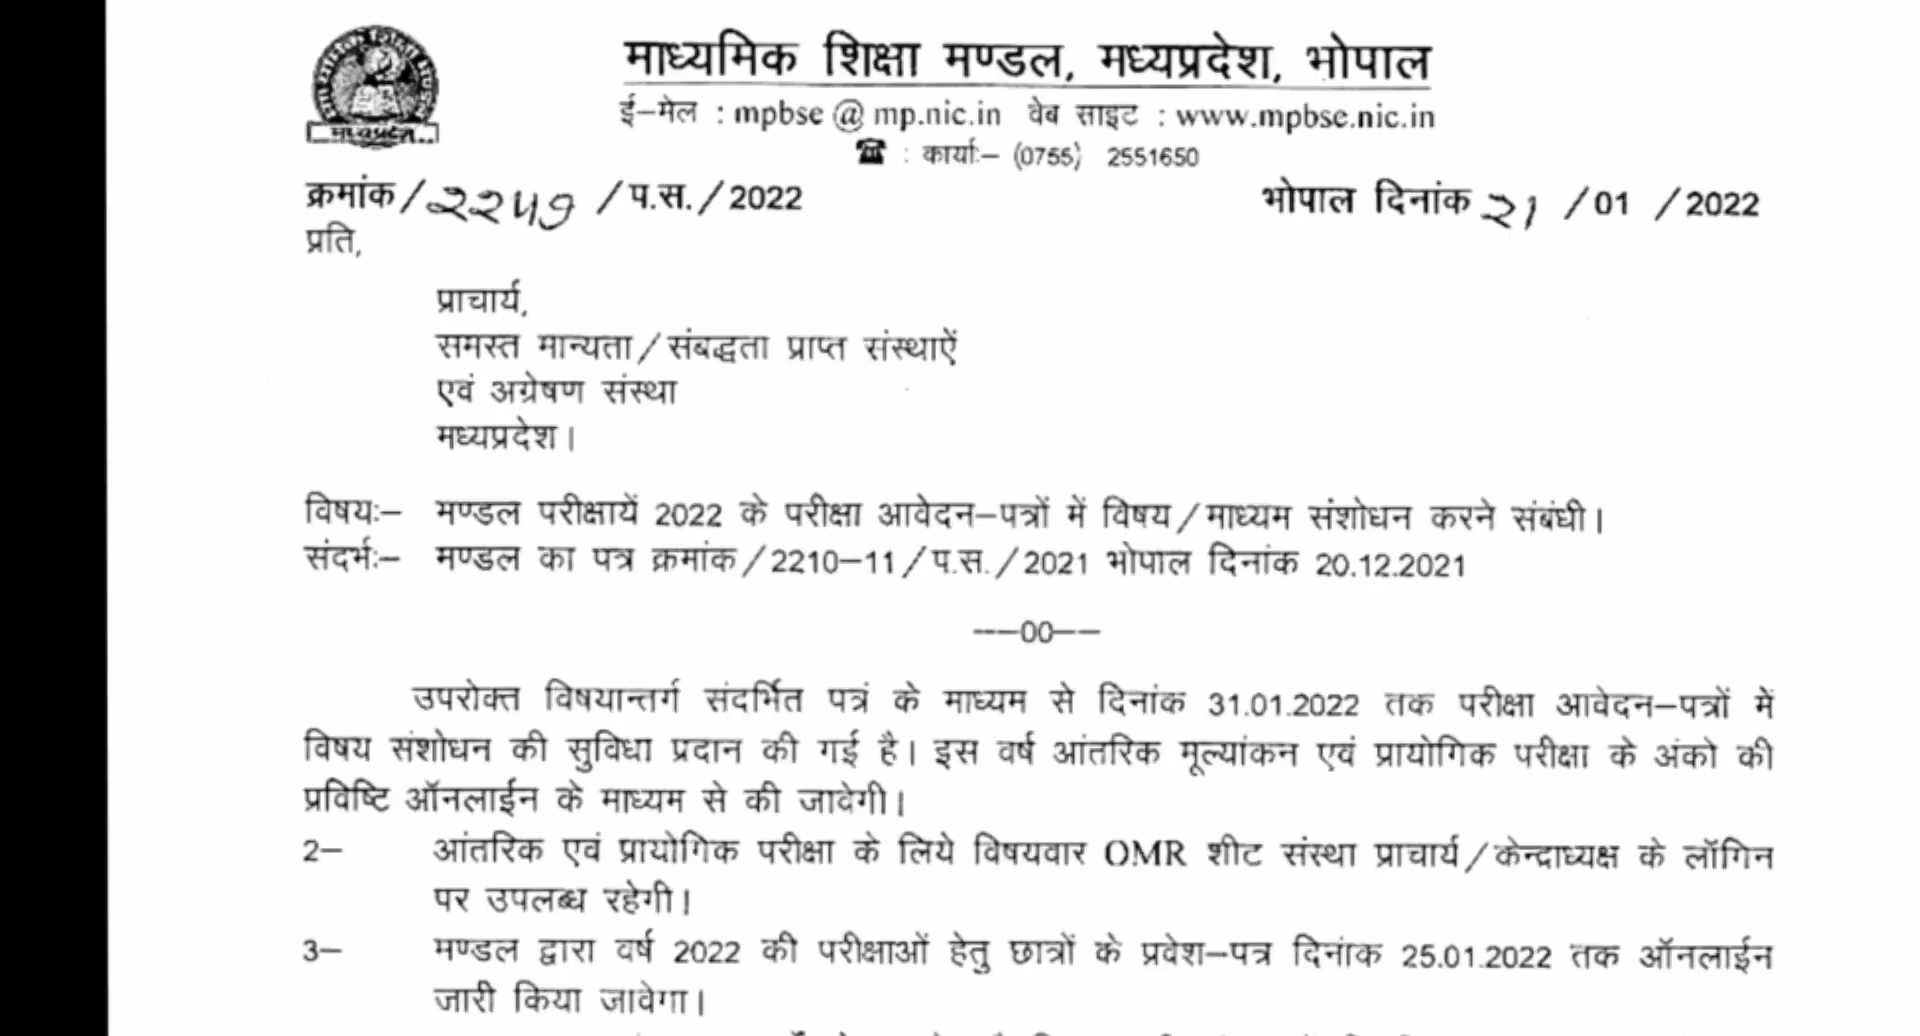 माध्यमिक शिक्षा मण्डल, मध्यप्रदेश, भोपाल
ई–मेल : mpbse @ mp.nic.in वेब साइट : www.mpbse.nic.in
☎ : कार्याः– (0755) 2551650
मध्यप्रदेश
क्रमांक/२२५७ /प.स./2022 भोपाल दिनांक २1 /01 /2022
प्रति,
प्राचार्य,
समस्त मान्यता/संबद्धता प्राप्त संस्थाऐं
एवं अग्रेषण संस्था
मध्यप्रदेश।
विषयः– मण्डल परीक्षायें 2022 के परीक्षा आवेदन–पत्रों में विषय/माध्यम संशोधन करने संबंधी।
संदर्भः– मण्डल का पत्र क्रमांक/2210–11/प.स./2021 भोपाल दिनांक 20.12.2021
---00---
उपरोक्त विषयान्तर्ग संदर्भित पत्रं के माध्यम से दिनांक 31.01.2022 तक परीक्षा आवेदन–पत्रों में
विषय संशोधन की सुविधा प्रदान की गई है। इस वर्ष आंतरिक मूल्यांकन एवं प्रायोगिक परीक्षा के अंको की
प्रविष्टि ऑनलाईन के माध्यम से की जावेगी।
2– आंतरिक एवं प्रायोगिक परीक्षा के लिये विषयवार OMR शीट संस्था प्राचार्य/केन्द्राध्यक्ष के लॉगिन
पर उपलब्ध रहेगी।
3– मण्डल द्वारा वर्ष 2022 की परीक्षाओं हेतु छात्रों के प्रवेश–पत्र दिनांक 25.01.2022 तक ऑनलाईन
जारी किया जावेगा।